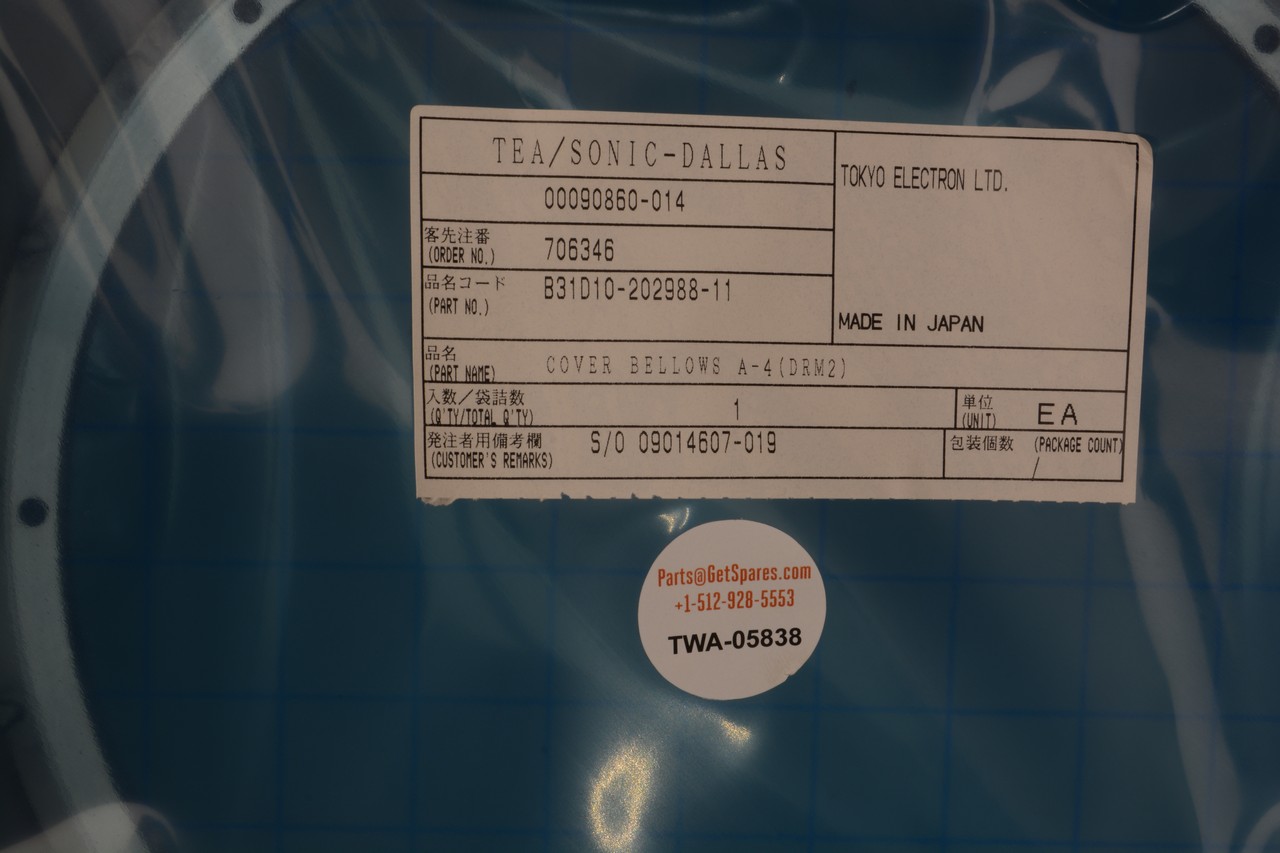 TEA/SONIC-DALLAS
TOKYO ELECTRON LTD.
00090860-014
客先注番
(ORDER NO.)
706346
品名コード
(PART NO.)
B31D10-202988-11
MADE IN JAPAN
品名
(PART NAME)
COVER BELLOWS A-4(DRM2)
入数／袋詰数
(Q'TY/TOTAL Q'TY)
1
単位
(UNIT)
EA
発注者用備考欄
(CUSTOMER'S REMARKS)
S/O 09014607-019
包装個数 (PACKAGE COUNT)
/
Parts@GetSpares.com
+1-512-928-5553
TWA-05838